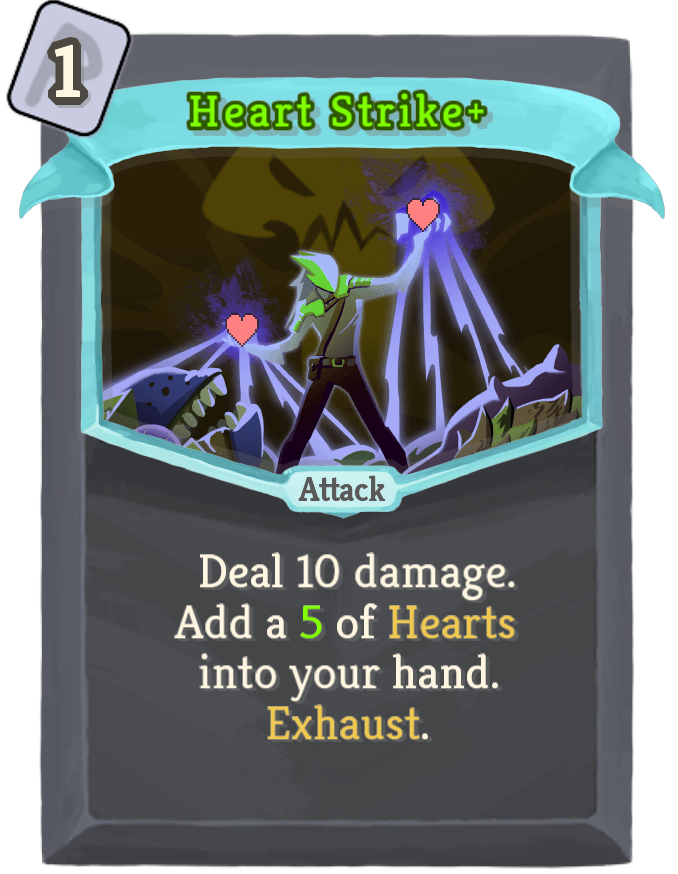 1
Heart Strike+
Attack
Deal 10 damage.
Add a 5 of Hearts
into your hand.
Exhaust.